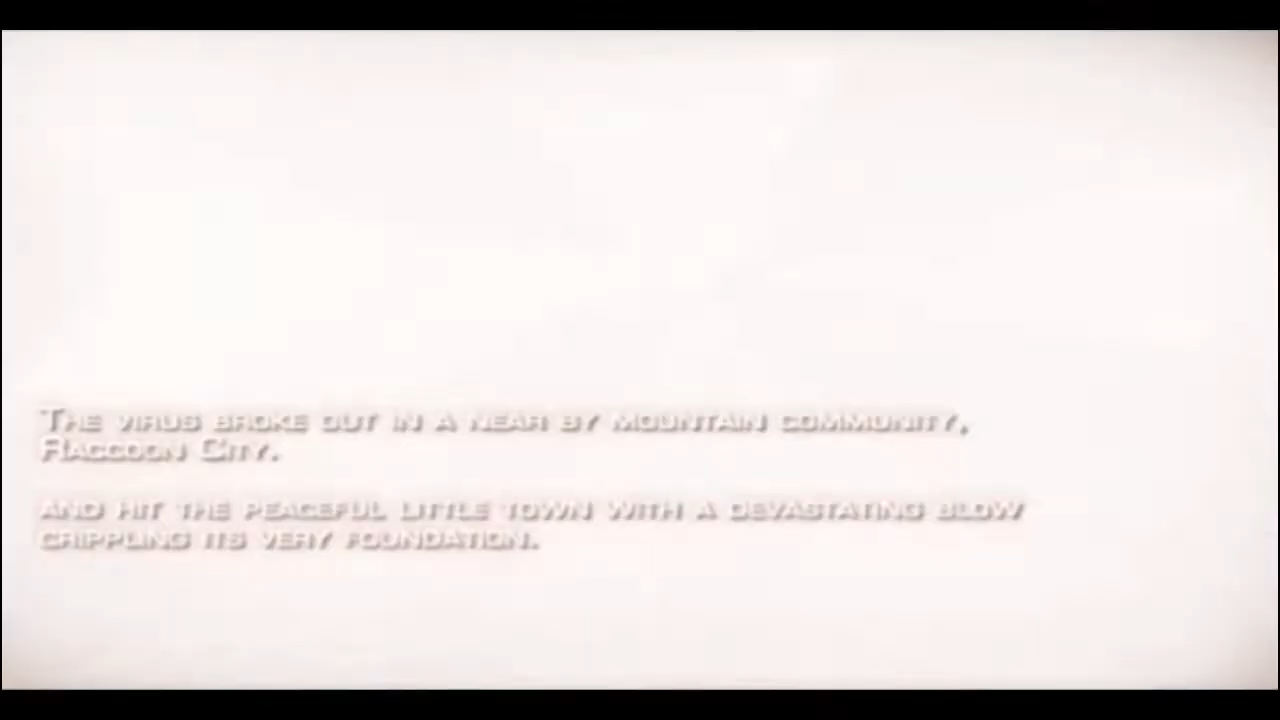 The virus broke out in a near by mountain community,
Raccoon City.
and hit the peaceful little town with a devastating blow
crippling its very foundation.